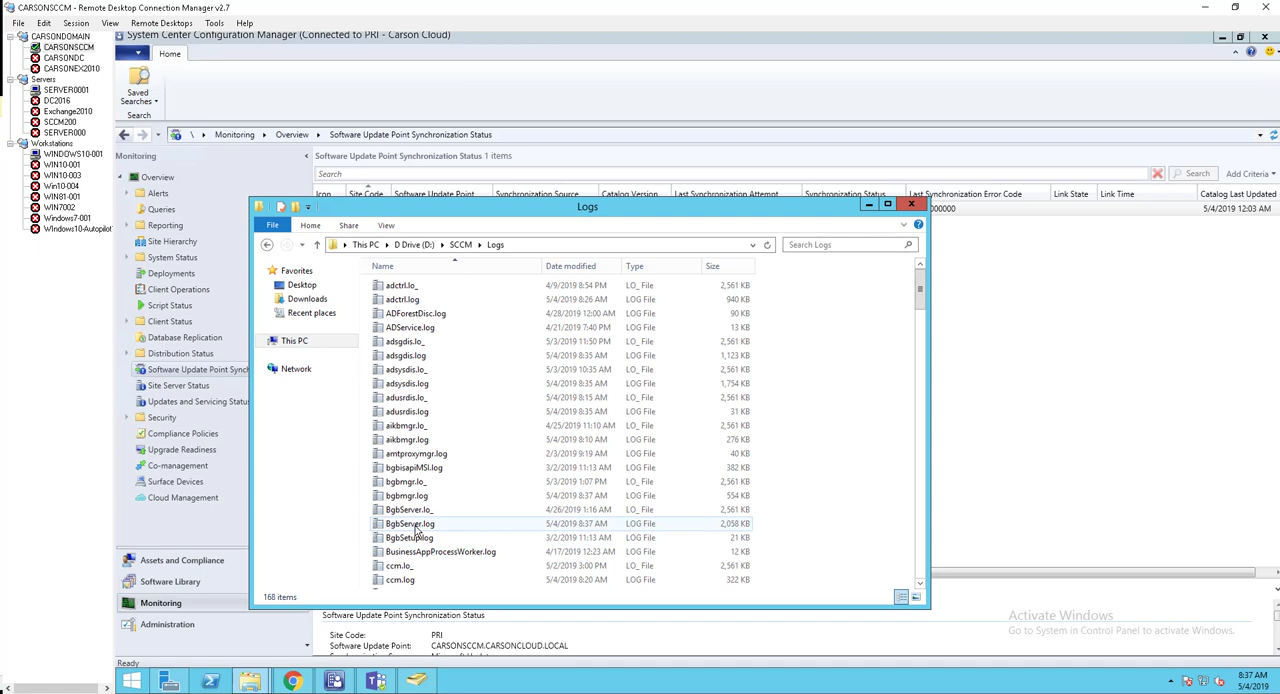 CARSONSCCM - Remote Desktop Connection Manager v2.7
File Edit Session View Remote Desktops Tools Help
CARSONDOMAIN
CARSONSCCM
CARSONDC
CARSONEX2010
Servers
SERVER0001
DC2016
Exchange2010
SCCM200
SERVER000
Workstations
WINDOWS10-001
WIN10-001
WIN10-003
Win10-004
WIN81-001
WIN7002
Windows7-001
WIndows10-Autopilot
System Center Configuration Manager (Connected to PRI - Carson Cloud)
Home
Saved
Searches
Search
\ Monitoring Overview Software Update Point Synchronization Status
Monitoring
Overview
Alerts
Queries
Reporting
Site Hierarchy
System Status
Deployments
Client Operations
Script Status
Client Status
Database Replication
Distribution Status
Software Update Point Synch
Site Server Status
Updates and Servicing Status
Security
Compliance Policies
Upgrade Readiness
Co-management
Surface Devices
Cloud Management
Assets and Compliance
Software Library
Monitoring
Administration
Software Update Point Synchronization Status 1 items
Search Search Add Criteria
Icon Site Code Software Update Point Synchronization Source Catalog Version Last Synchronization Attempt Synchronization Status Last Synchronization Error Code Link State Link Time Catalog Last Updated
000000 5/4/2019 12:03 AM
Logs
File Home Share View
This PC D Drive (D:) SCCM Logs Search Logs
Favorites
Desktop
Downloads
Recent places
This PC
Network
Name Date modified Type Size
adctrl.lo_ 4/9/2019 8:54 PM LO_ File 2,561 KB
adctrl.log 5/4/2019 8:26 AM LOG File 940 KB
ADForestDisc.log 4/28/2019 12:00 AM LOG File 90 KB
ADService.log 4/21/2019 7:40 PM LOG File 13 KB
adsgdis.lo_ 5/3/2019 11:50 PM LO_ File 2,561 KB
adsgdis.log 5/4/2019 8:35 AM LOG File 1,123 KB
adsysdis.lo_ 5/3/2019 10:35 AM LO_ File 2,561 KB
adsysdis.log 5/4/2019 8:35 AM LOG File 1,754 KB
adusrdis.lo_ 5/4/2019 8:15 AM LO_ File 2,561 KB
adusrdis.log 5/4/2019 8:35 AM LOG File 31 KB
aikbmgr.lo_ 4/25/2019 11:10 AM LO_ File 2,561 KB
aikbmgr.log 5/4/2019 8:10 AM LOG File 276 KB
amtproxymgr.log 2/3/2019 9:19 AM LOG File 40 KB
bgbisapiMSI.log 3/2/2019 11:13 AM LOG File 382 KB
bgbmgr.lo_ 5/3/2019 1:07 PM LO_ File 2,561 KB
bgbmgr.log 5/4/2019 8:37 AM LOG File 554 KB
BgbServer.lo_ 4/26/2019 1:16 AM LO_ File 2,561 KB
BgbServer.log 5/4/2019 8:37 AM LOG File 2,058 KB
BgbSetup.log 3/2/2019 11:13 AM LOG File 21 KB
BusinessAppProcessWorker.log 4/17/2019 12:23 AM LOG File 12 KB
ccm.lo_ 5/2/2019 3:00 PM LO_ File 2,561 KB
ccm.log 5/4/2019 8:20 AM LOG File 322 KB
168 items
Software Update Point Synchronization Status
Site Code: PRI
Software Update Point: CARSONSCCM.CARSONCLOUD.LOCAL
Activate Windows
Go to System in Control Panel to activate Windows.
Ready
8:37 AM
5/4/2019